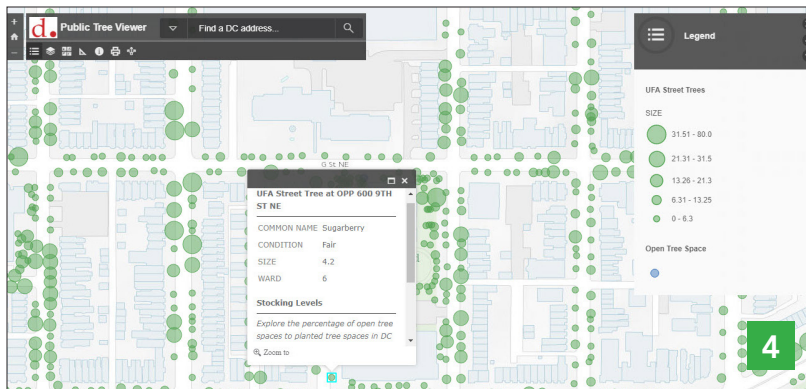 d. Public Tree Viewer Find a DC address...
Legend
UFA Street Trees
SIZE
31.51 - 80.0
21.31 - 31.5
13.26 - 21.3
6.31 - 13.25
0 - 6.3
Open Tree Space
G St NE
UFA Street Tree at OPP 600 9TH
ST NE
COMMON NAME Sugarberry
CONDITION Fair
SIZE 4.2
WARD 6
Stocking Levels
Explore the percentage of open tree
spaces to planted tree spaces in DC
Zoom to
4